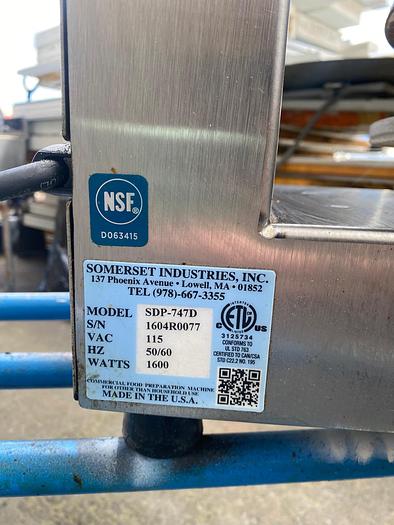 NSF®
D063415
SOMERSET INDUSTRIES, INC.
137 Phoenix Avenue • Lowell, MA • 01852
TEL (978)-667-3355
MODEL SDP-747D
S/N 1604R0077
VAC 115
HZ 50/60
WATTS 1600
INTERTEK
C ETL US
3125734
CONFORMS TO
UL STD 763
CERTIFIED TO CAN/CSA
STD C22.2 NO. 195
COMMERCIAL FOOD PREPARATION MACHINE
FOR OTHER THAN HOUSEHOLD USE
MADE IN THE U.S.A.